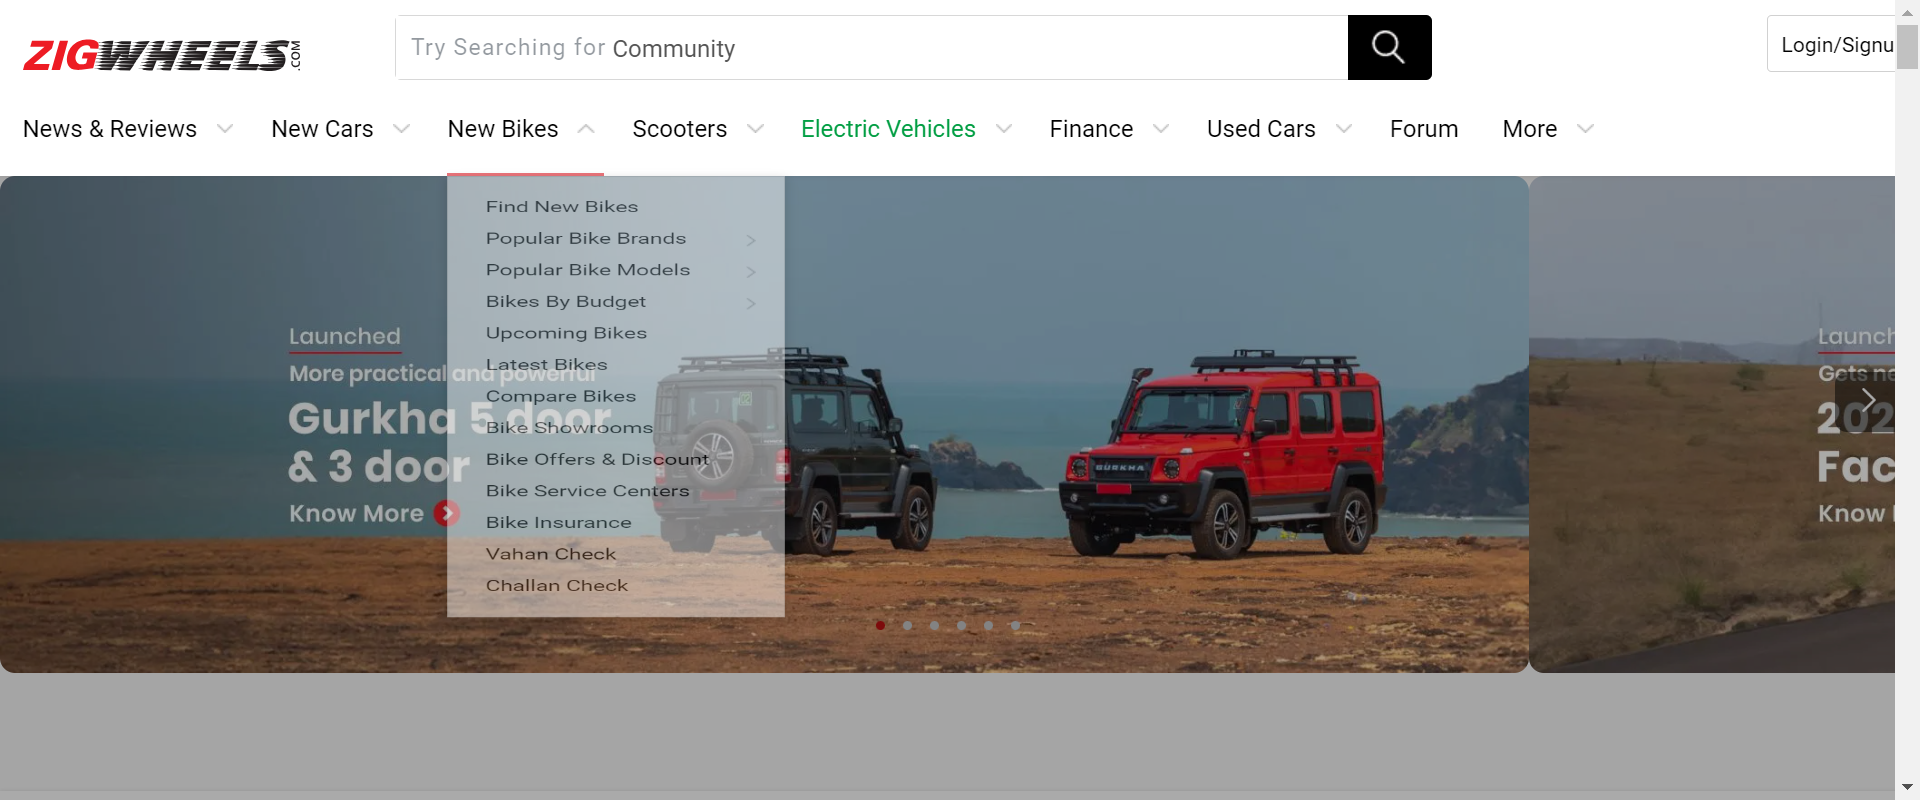 ZIGWHEELS.COM
Try Searching for Community
Login/Signu
News & Reviews
New Cars
New Bikes
Scooters
Electric Vehicles
Finance
Used Cars
Forum
More
Find New Bikes
Popular Bike Brands
Popular Bike Models
Bikes By Budget
Upcoming Bikes
Latest Bikes
Compare Bikes
Bike Showrooms
Bike Offers & Discount
Bike Service Centers
Bike Insurance
Vahan Check
Challan Check
Launched
More practical and powerful
Gurkha 5 door
& 3 door
Know More
GURKHA
Launch
Gets ne
202
Fac
Know